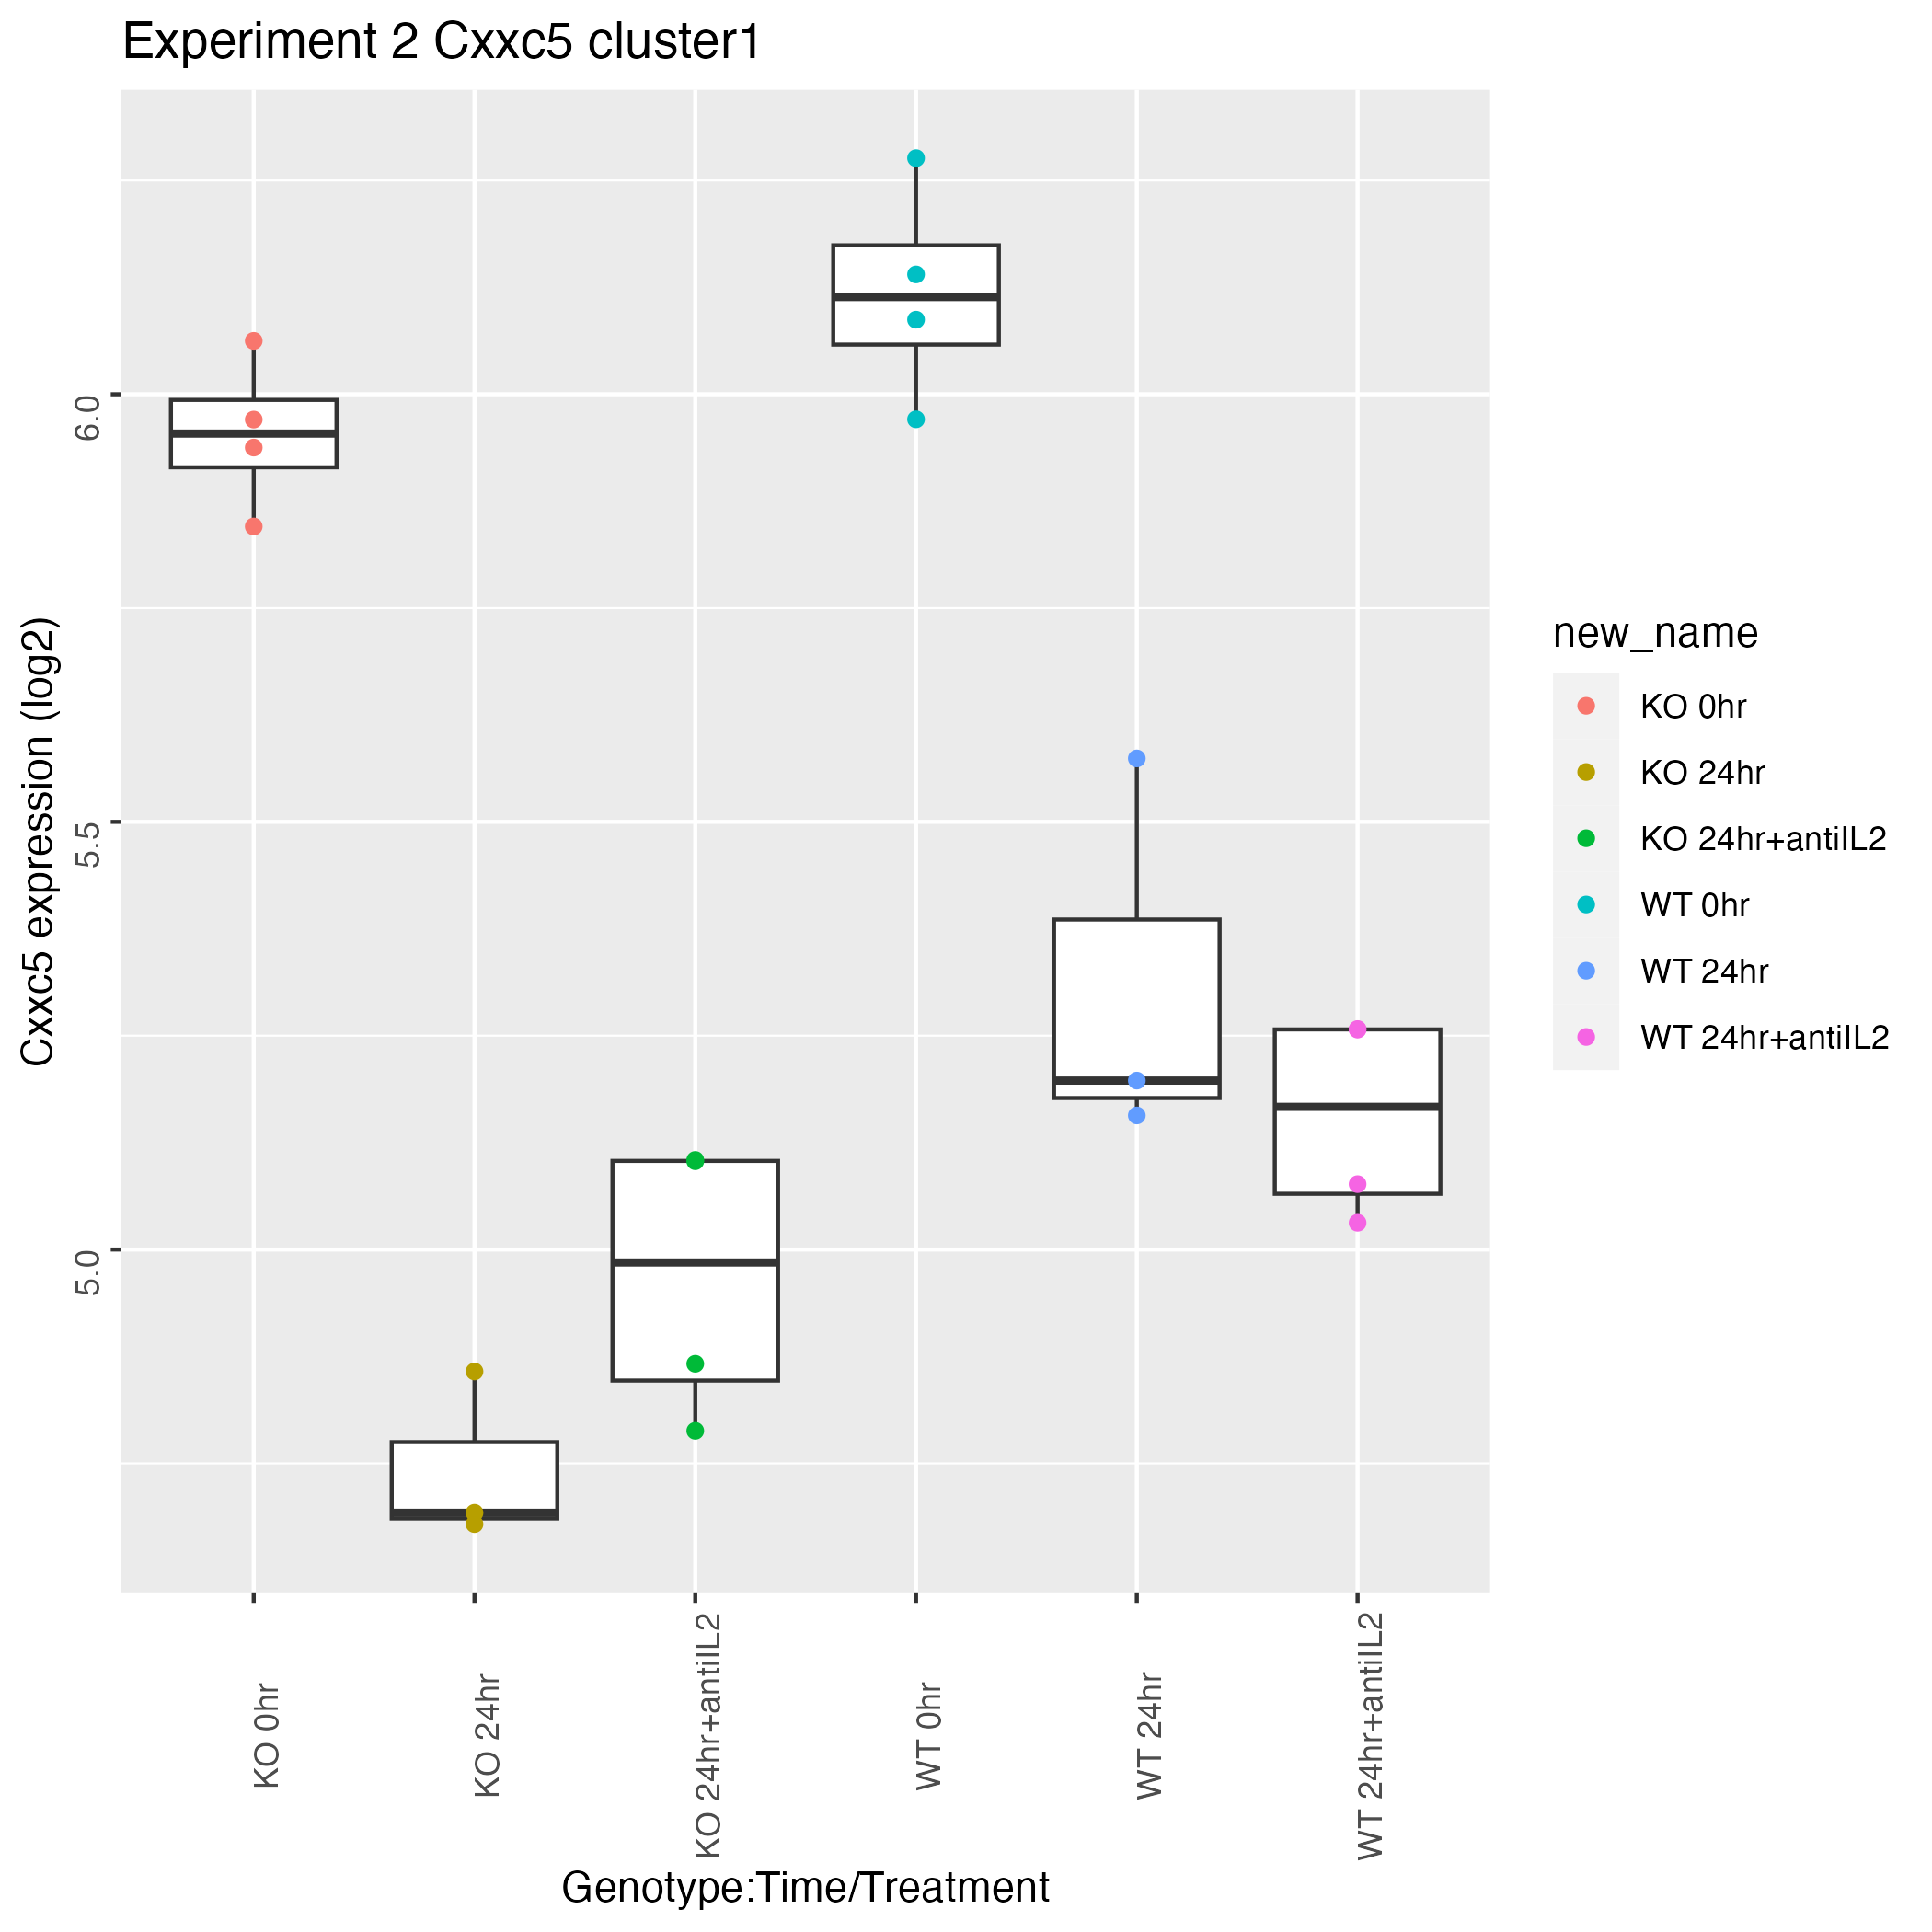 Experiment 2 Cxxc5 cluster1
Cxxc5 expression (log2)
6.0
5.5
5.0
KO 0hr
KO 24hr
KO 24hr+antiIL2
WT 0hr
WT 24hr
WT 24hr+antiIL2
Genotype:Time/Treatment
new_name
KO 0hr
KO 24hr
KO 24hr+antiIL2
WT 0hr
WT 24hr
WT 24hr+antiIL2